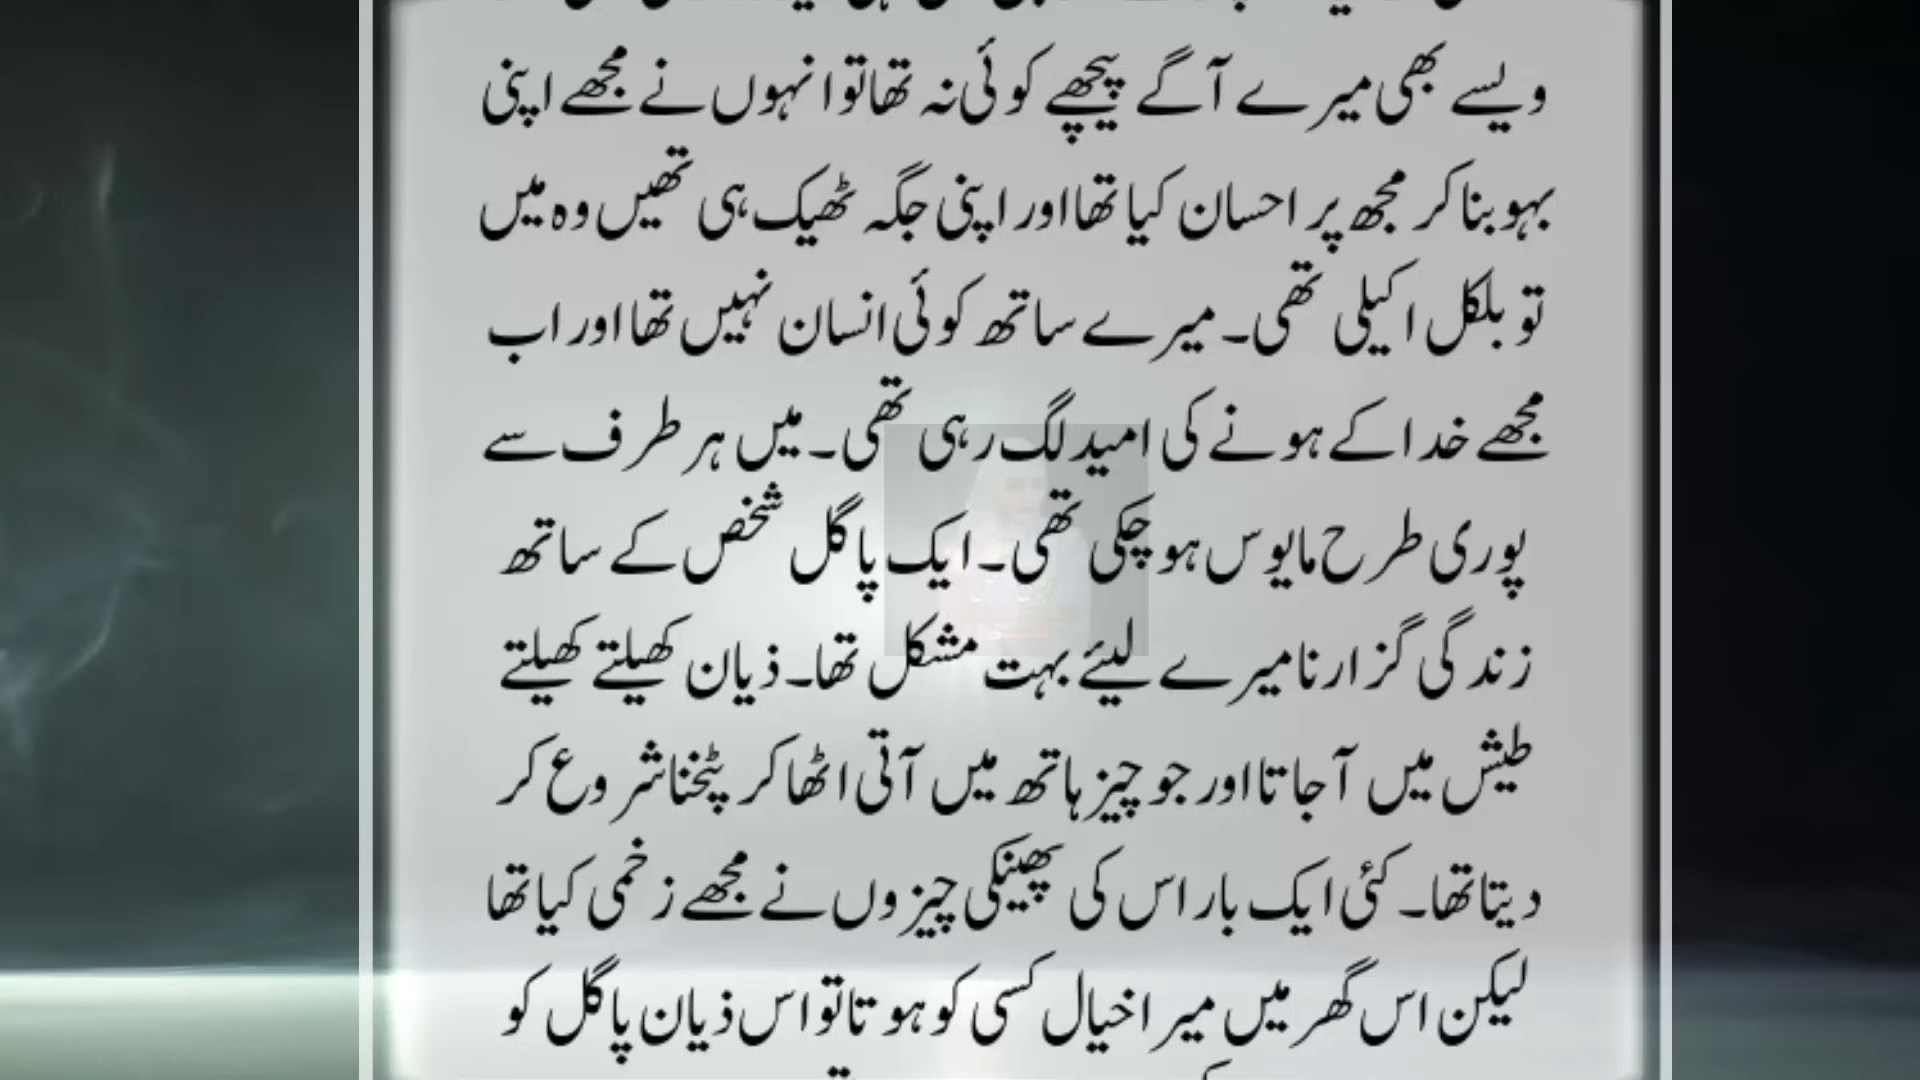 ویسے بھی میرے آگے پیچھے کوئی نہ تھا تو انہوں نے مجھے اپنی
بہو بنا کر مجھ پر احسان کیا تھا اور اپنی جگہ ٹھیک ہی تھیں وہ میں
تو بلکل اکیلی تھی۔ میرے ساتھ کوئی انسان نہیں تھا اور اب
مجھے خدا کے ہونے کی امید لگ رہی تھی۔ میں ہر طرف سے
پوری طرح مایوس ہو چکی تھی۔ ایک پاگل شخص کے ساتھ
زندگی گزارنا میرے لیئے بہت مشکل تھا۔ ذیان کھیلتے کھیلتے
طیش میں آجاتا اور جو چیز ہاتھ میں آتی اٹھا کر پٹخنا شروع کر
دیتا تھا۔ کئی ایک بار اس کی پھینکی چیزوں نے مجھے زخمی کیا تھا
لیکن اس گھر میں میرا خیال کسی کو ہوتا تو اس ذیان پاگل کو